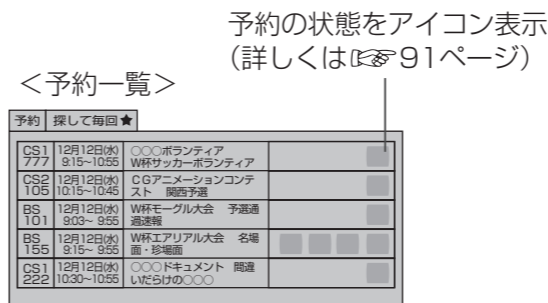 予約の状態をアイコン表示
（詳しくは☞91ページ）
＜予約一覧＞
予約 探して毎回★
CS1 777 12月12日(水) 9:15~10:55 ○○○ボランティア W杯サッカーボランティア
CS2 105 12月12日(水) 10:15~10:45 CGアニメーションコンテスト 関西予選
BS 101 12月12日(水) 9:03~ 9:55 W杯モーグル大会 予選通過速報
BS 155 12月12日(水) 9:15~ 9:55 W杯エアリアル大会 名場面・珍場面
CS1 222 12月12日(水) 10:30~10:55 ○○○ドキュメント 間違いだらけの○○○